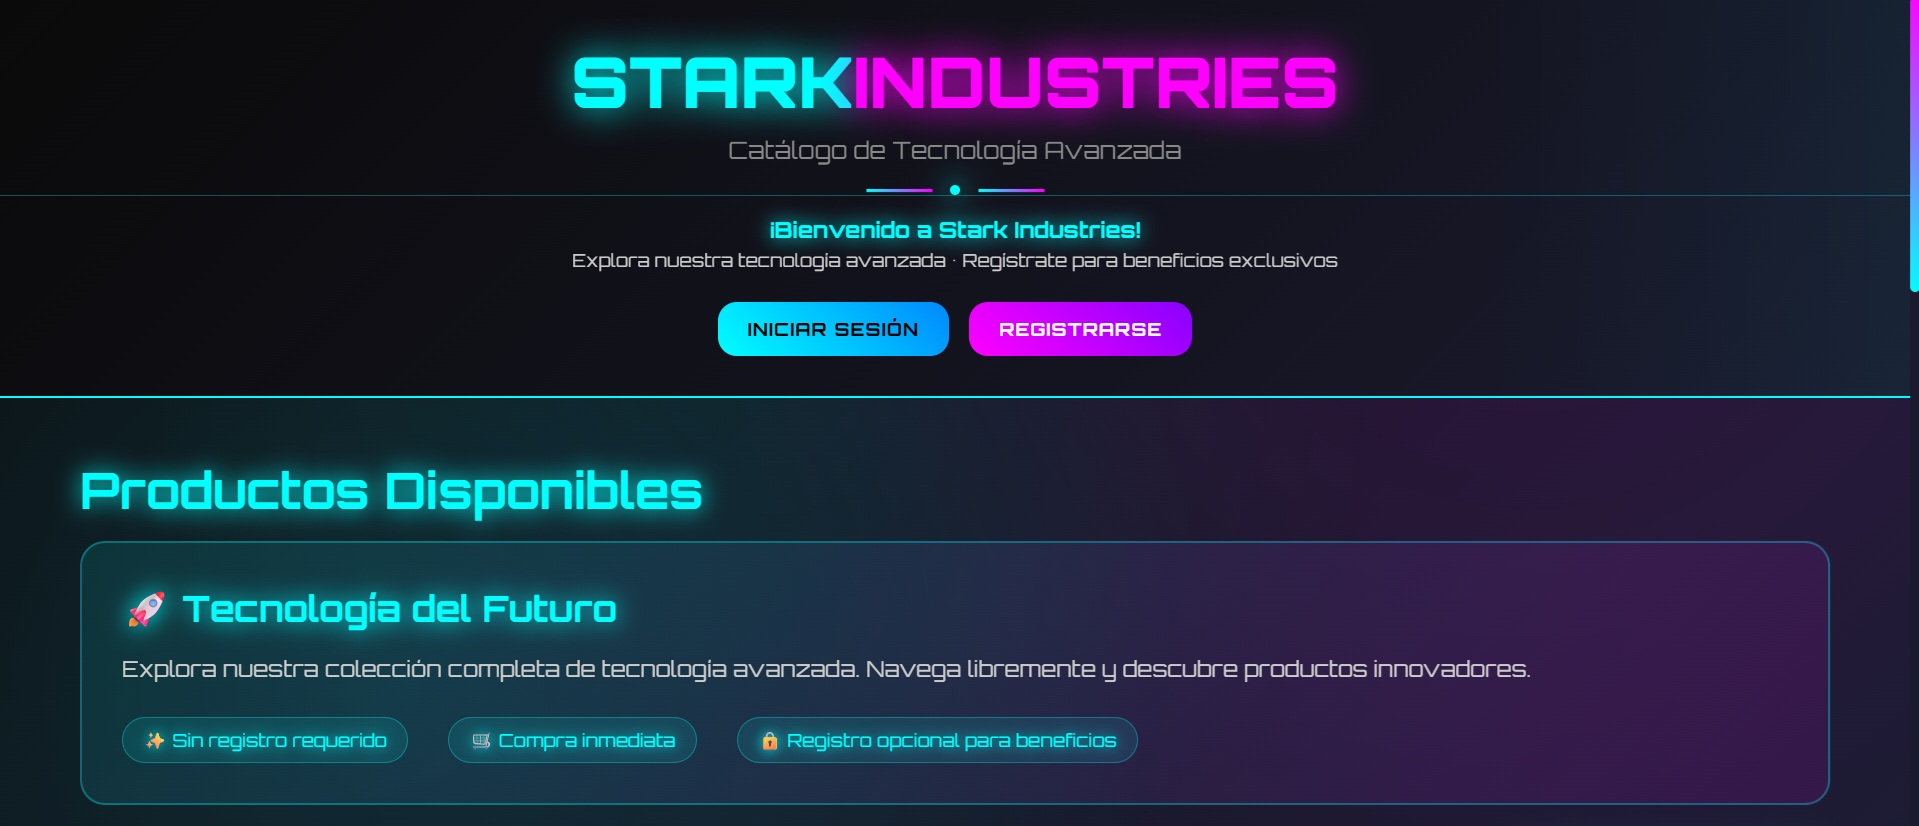 STARKINDUSTRIES
Catálogo de Tecnología Avanzada
¡Bienvenido a Stark Industries!
Explora nuestra tecnología avanzada · Regístrate para beneficios exclusivos
INICIAR SESIÓN
REGISTRARSE
Productos Disponibles
🚀 Tecnología del Futuro
Explora nuestra colección completa de tecnología avanzada. Navega libremente y descubre productos innovadores.
✨ Sin registro requerido
🛒 Compra inmediata
🔒 Registro opcional para beneficios